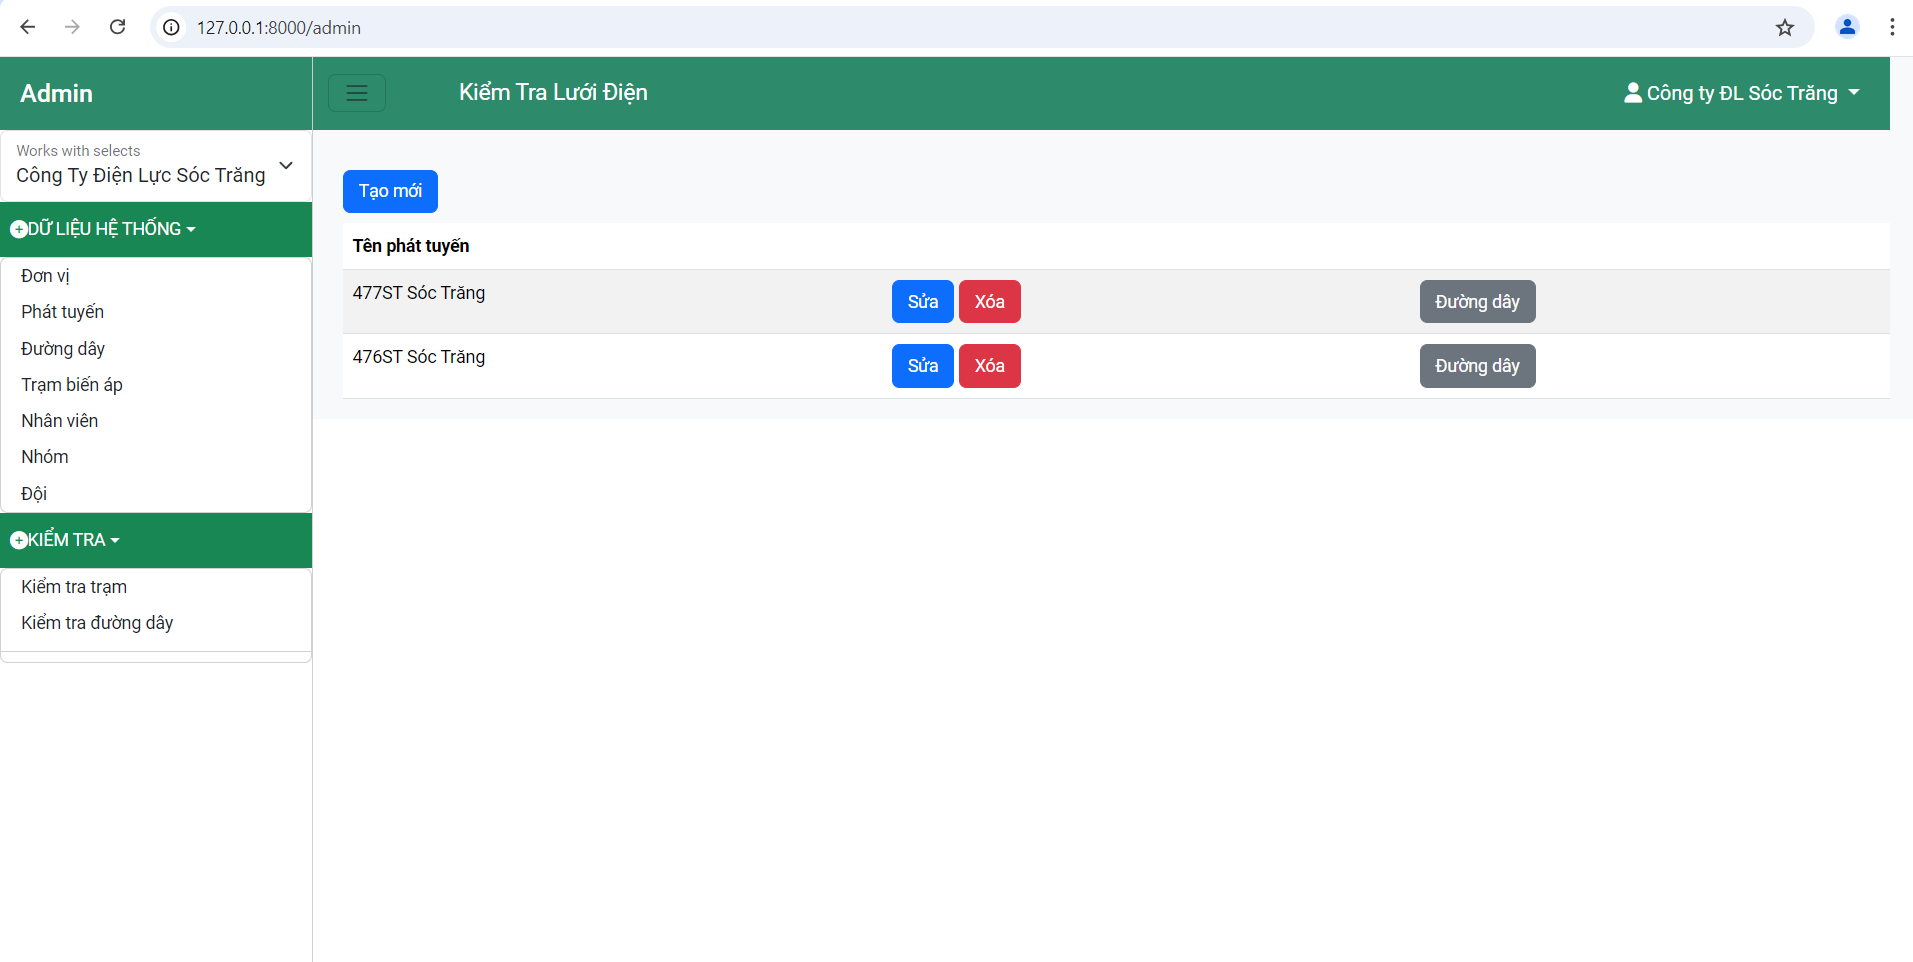 127.0.0.1:8000/admin
Admin
Kiểm Tra Lưới Điện
Công ty ĐL Sóc Trăng
Works with selects
Công Ty Điện Lực Sóc Trăng
DỮ LIỆU HỆ THỐNG
Đơn vị
Phát tuyến
Đường dây
Trạm biến áp
Nhân viên
Nhóm
Đội
KIỂM TRA
Kiểm tra trạm
Kiểm tra đường dây
Tạo mới
Tên phát tuyến
477ST Sóc Trăng Sửa Xóa Đường dây
476ST Sóc Trăng Sửa Xóa Đường dây